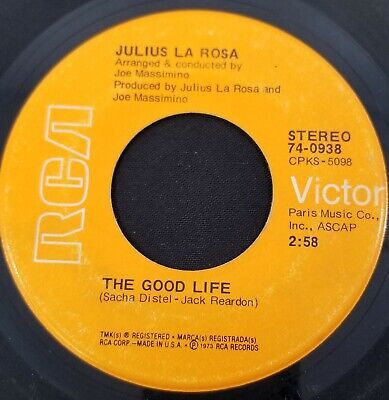 JULIUS LA ROSA
Arranged & conducted by
Joe Massimino
Produced by Julius La Rosa and
Joe Massimino
RCA
STEREO
74-0938
CPKS-5098
Victor
Paris Music Co.,
Inc., ASCAP
2:58
THE GOOD LIFE
(Sacha Distel-Jack Reardon)
TMK(s) ® REGISTERED • MARCA(s) REGISTRADA(s)
RCA CORP.-MADE IN U.S.A. • ℗ 1973 RCA RECORDS